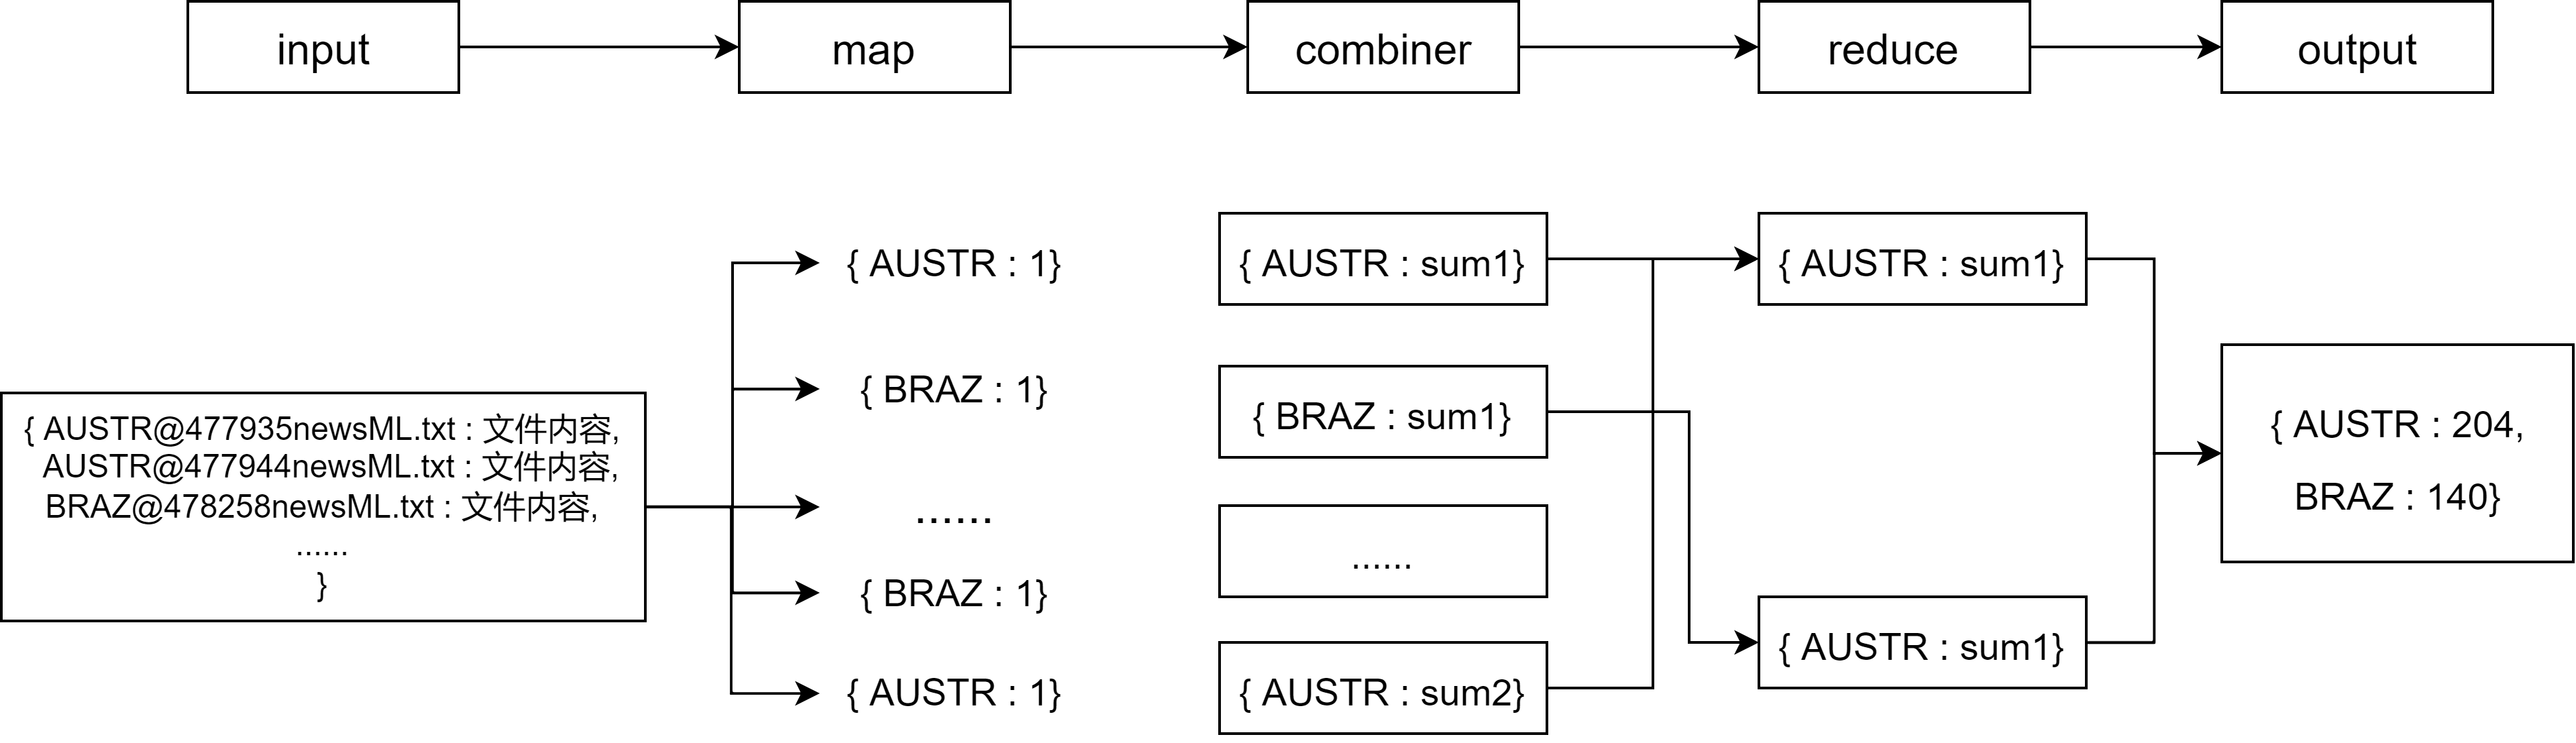 input
map
combiner
reduce
output
{ AUSTR@477935newsML.txt : 文件内容,
AUSTR@477944newsML.txt : 文件内容,
BRAZ@478258newsML.txt : 文件内容,
......
}
{ AUSTR : 1}
{ BRAZ : 1}
......
{ BRAZ : 1}
{ AUSTR : 1}
{ AUSTR : sum1}
{ BRAZ : sum1}
......
{ AUSTR : sum2}
{ AUSTR : sum1}
{ AUSTR : sum1}
{ AUSTR : 204,
BRAZ : 140}